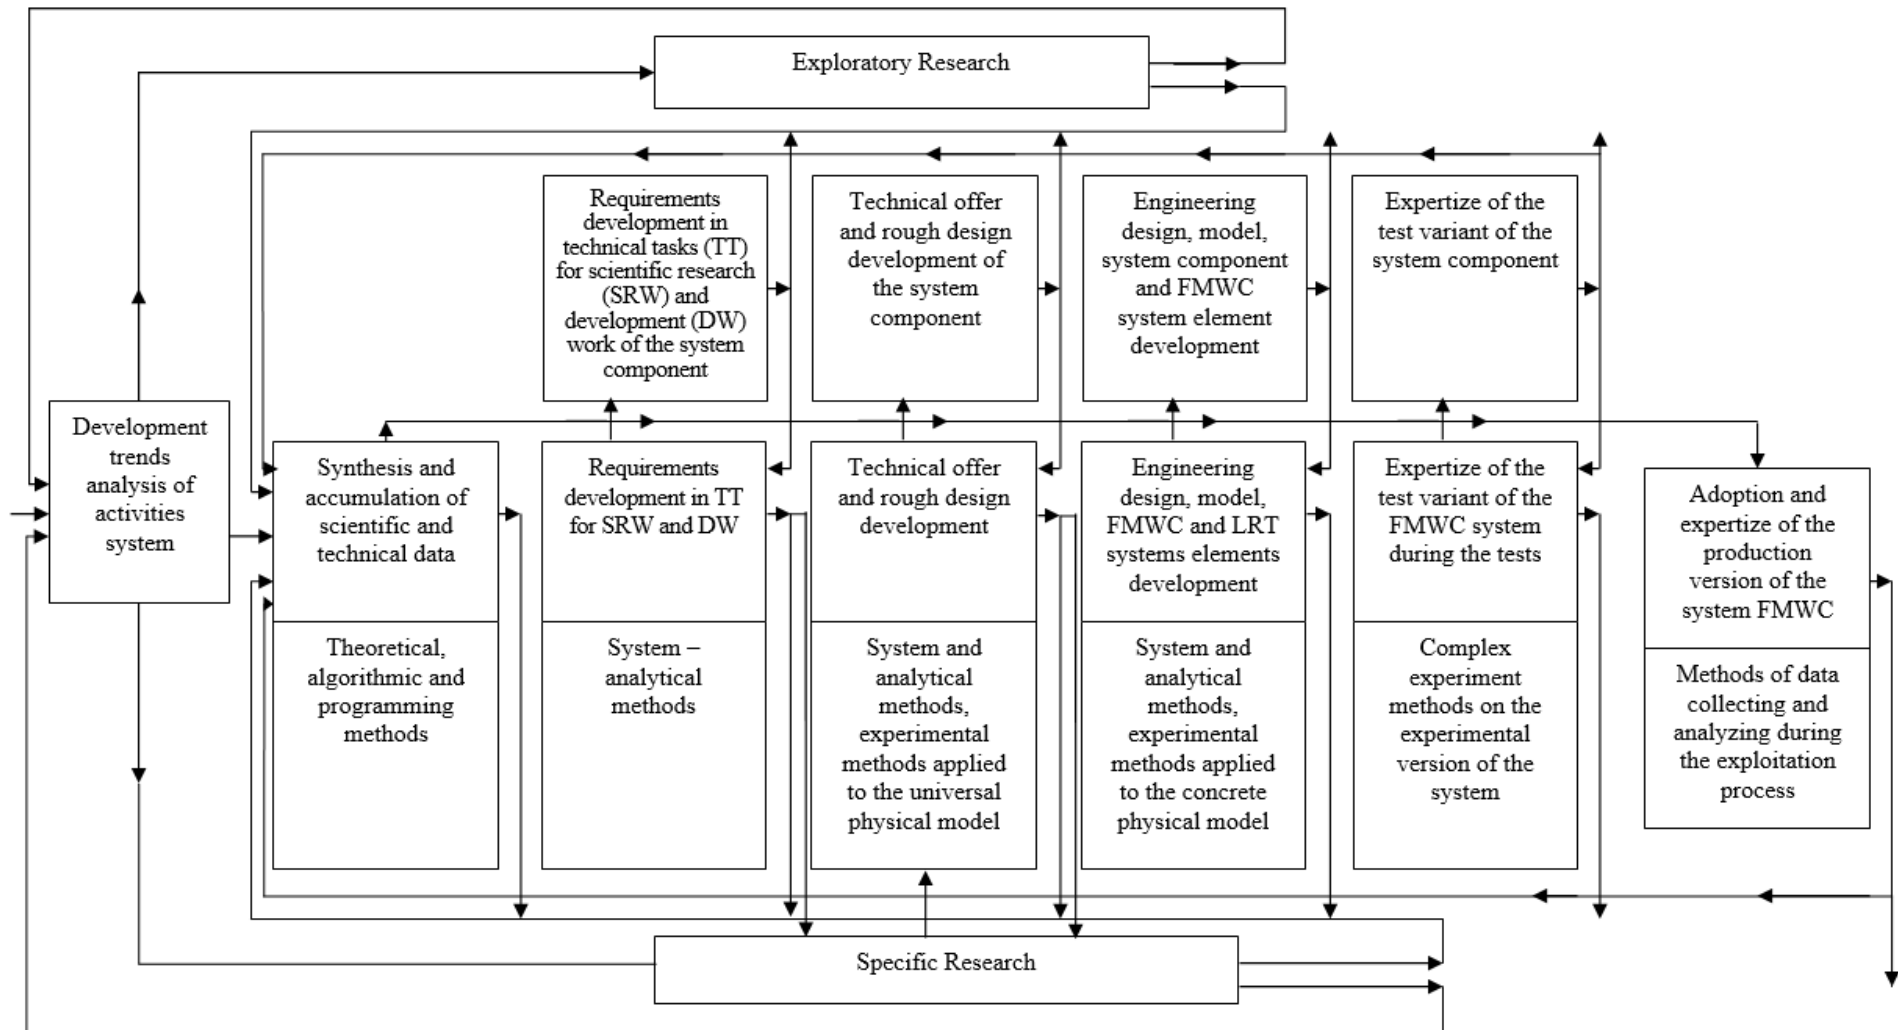 Exploratory Research
Requirements
development in
technical tasks (TT)
for scientific research
(SRW) and
development (DW)
work of the system
component
Technical offer
and rough design
development of
the system
component
Engineering
design, model,
system component
and FMWC
system element
development
Expertize of the
test variant of the
system component
Development
trends
analysis of
activities
system
Synthesis and
accumulation of
scientific and
technical data
Theoretical,
algorithmic and
programming
methods
Requirements
development in TT
for SRW and DW
System –
analytical
methods
Technical offer
and rough design
development
System and
analytical
methods,
experimental
methods applied
to the universal
physical model
Engineering
design, model,
FMWC and LRT
systems elements
development
System and
analytical
methods,
experimental
methods applied
to the concrete
physical model
Expertize of the
test variant of the
FMWC system
during the tests
Complex
experiment
methods on the
experimental
version of the
system
Adoption and
expertize of the
production
version of the
system FMWC
Methods of data
collecting and
analyzing during
the exploitation
process
Specific Research